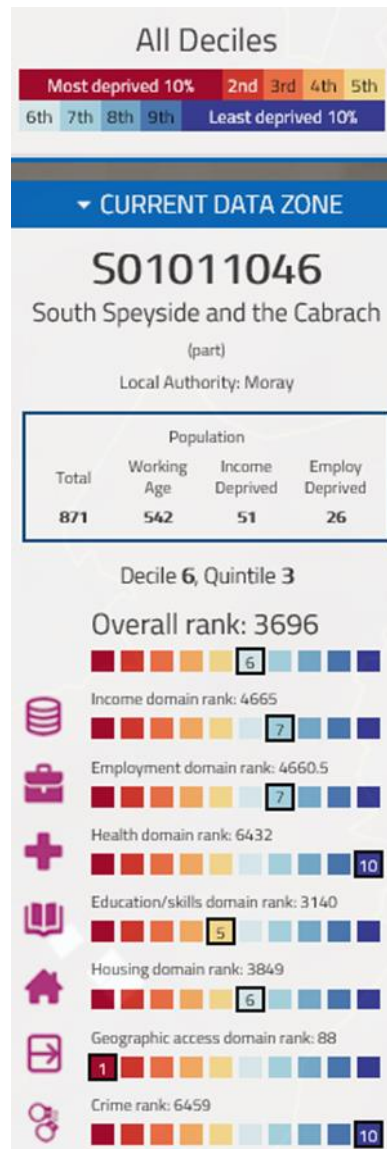 All Deciles
Most deprived 10% 2nd 3rd 4th 5th
6th 7th 8th 9th Least deprived 10%
CURRENT DATA ZONE
S01011046
South Speyside and the Cabrach
(part)
Local Authority: Moray
Population
Total Working Age Income Deprived Employ Deprived
871 542 51 26
Decile 6, Quintile 3
Overall rank: 3696
6
Income domain rank: 4665
7
Employment domain rank: 4660.5
7
Health domain rank: 6432
10
Education/skills domain rank: 3140
5
Housing domain rank: 3849
6
Geographic access domain rank: 88
1
Crime rank: 6459
10